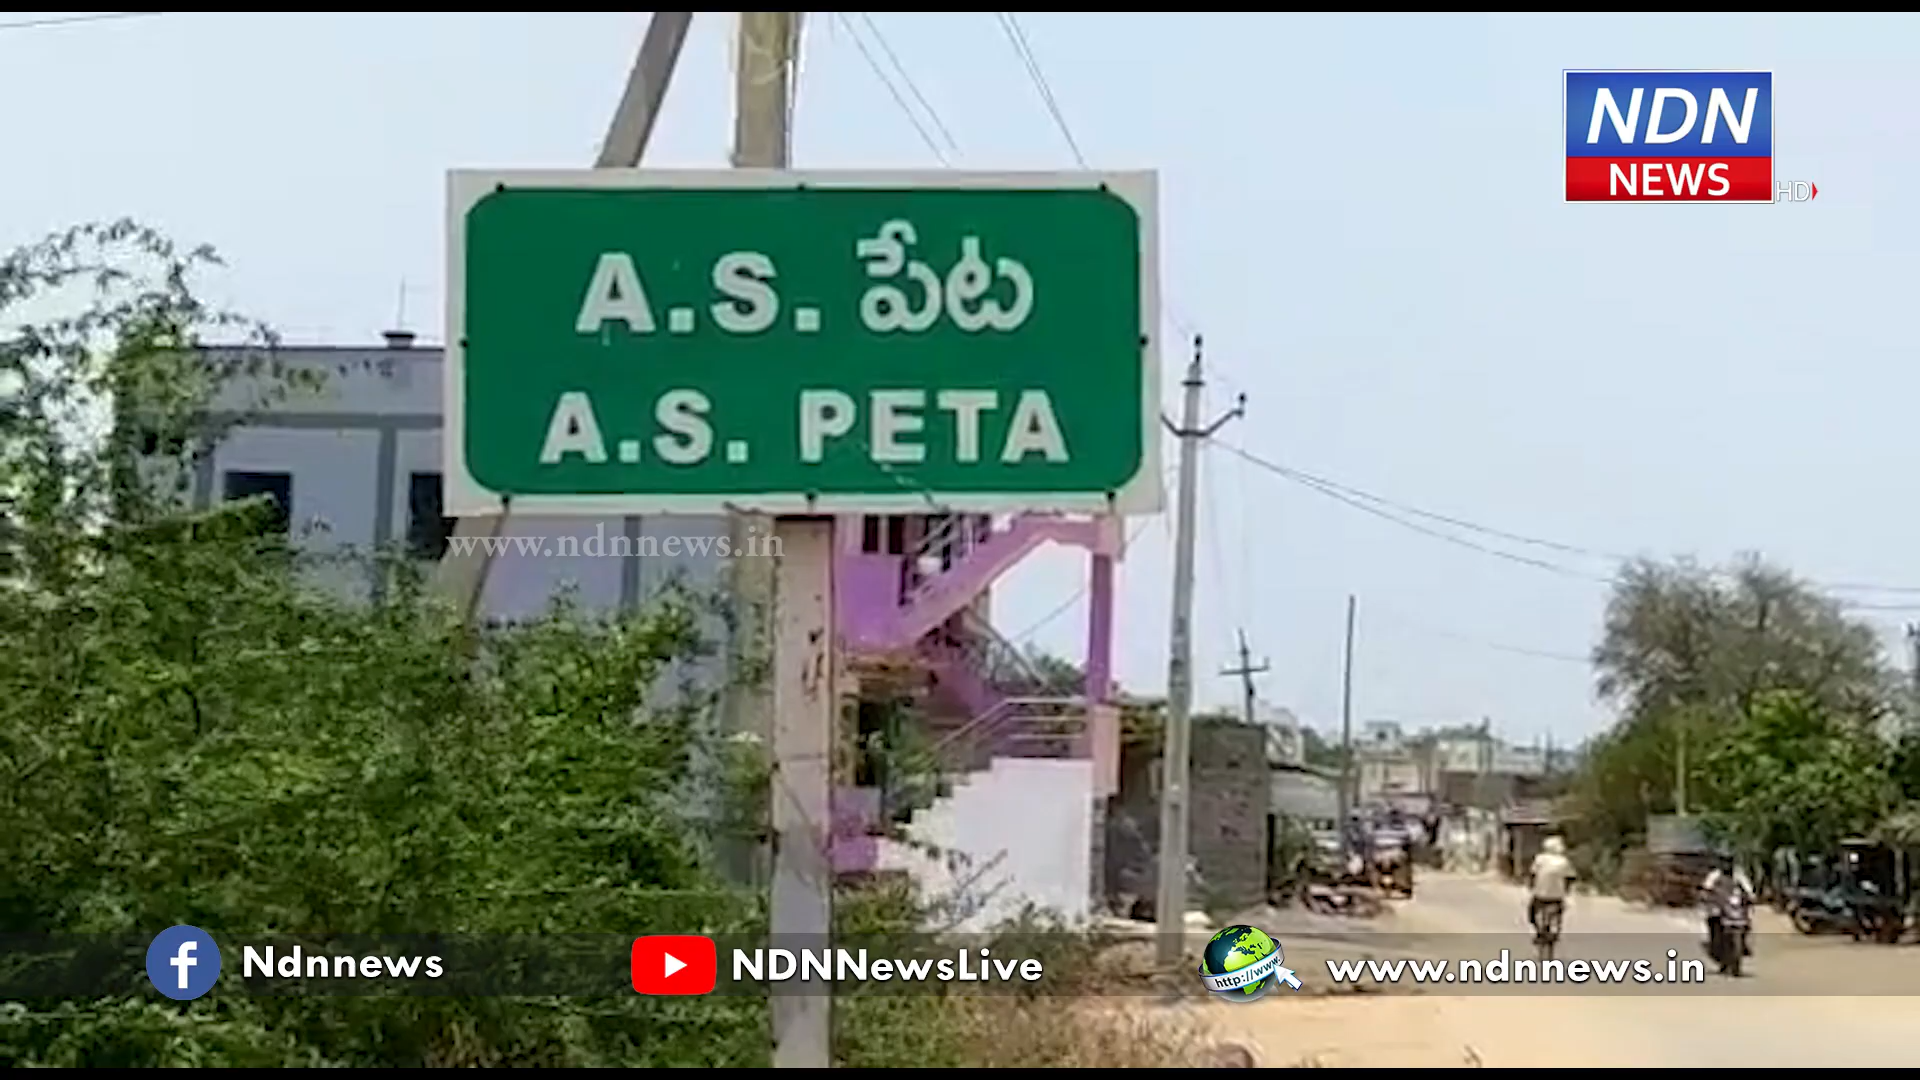 NDN
NEWS
HD
A.S. పేట
A.S. PETA
www.ndnnews.in
Ndnnews
NDNNewsLive
http://www.
www.ndnnews.in